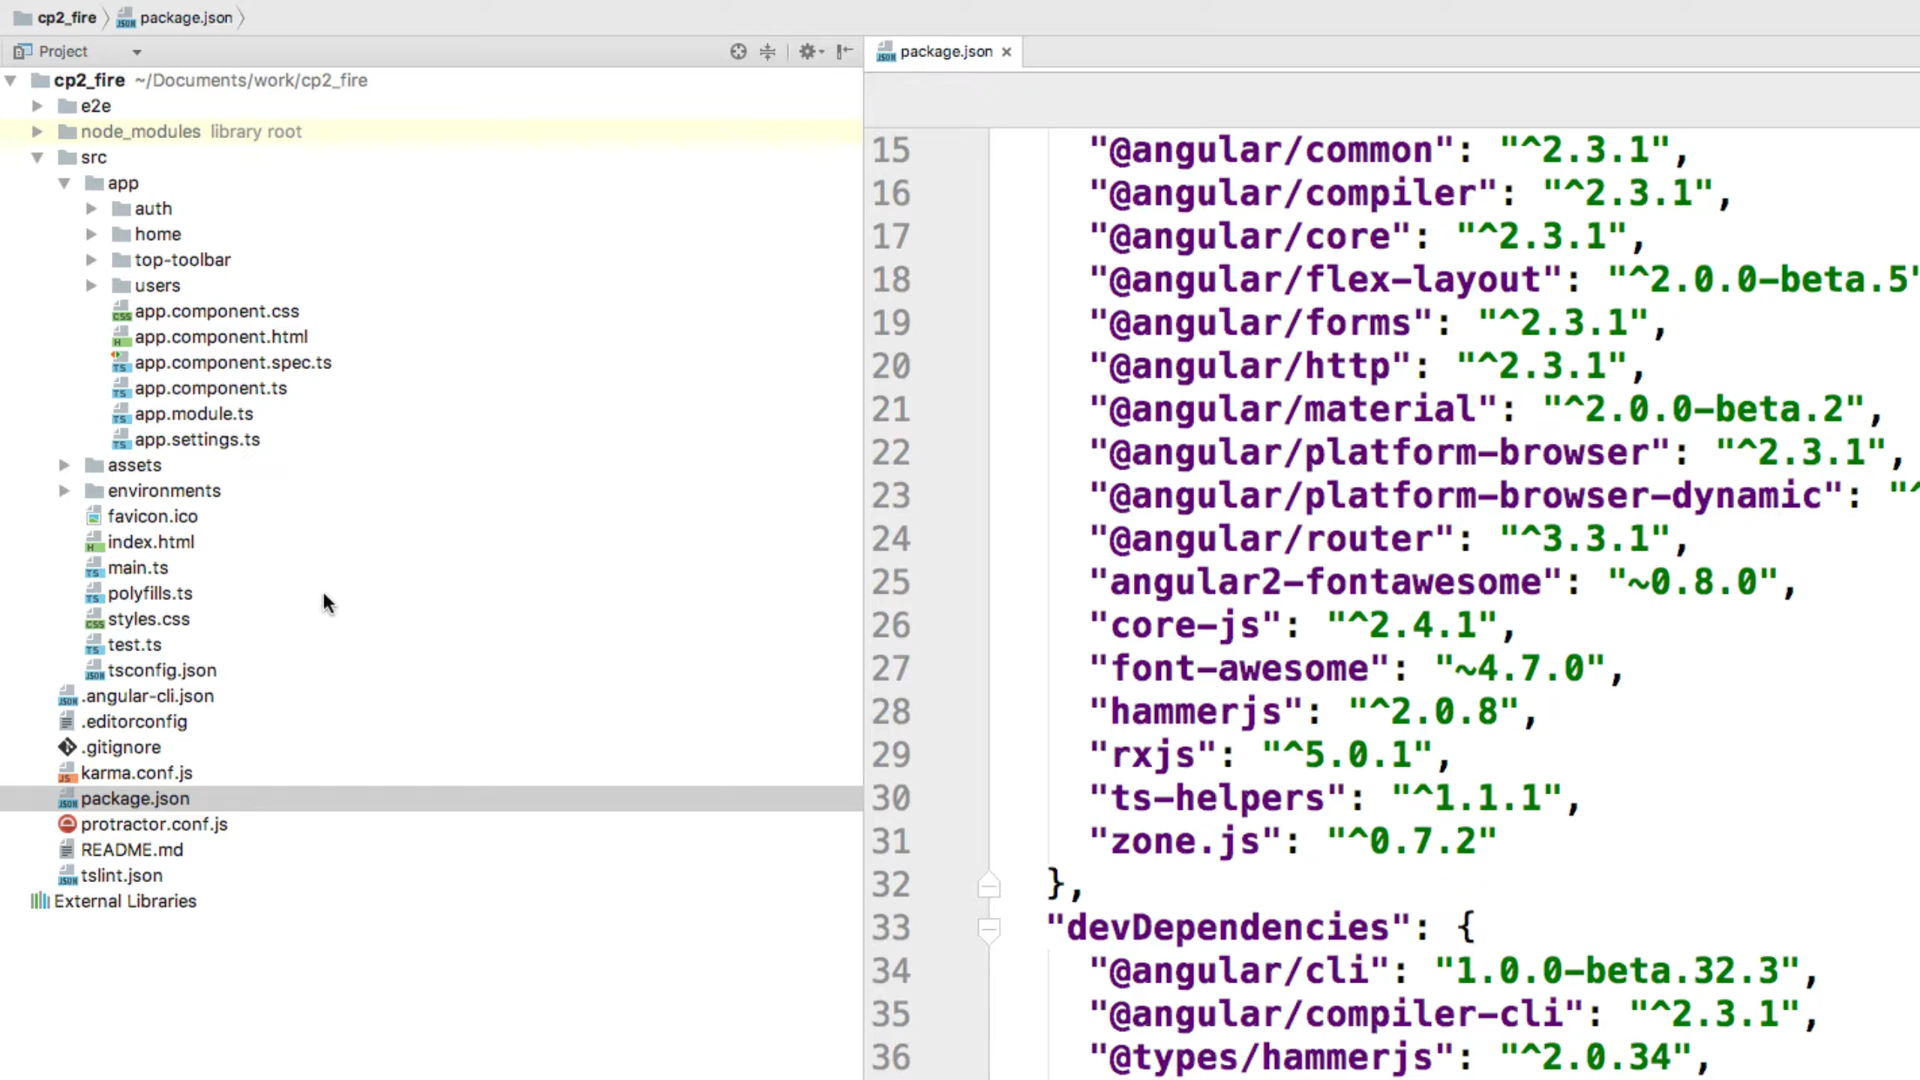 cp2_fire package.json
Project
package.json
cp2_fire ~/Documents/work/cp2_fire
e2e
node_modules library root
src
app
auth
home
top-toolbar
users
app.component.css
app.component.html
app.component.spec.ts
app.component.ts
app.module.ts
app.settings.ts
assets
environments
favicon.ico
index.html
main.ts
polyfills.ts
styles.css
test.ts
tsconfig.json
.angular-cli.json
.editorconfig
.gitignore
karma.conf.js
package.json
protractor.conf.js
README.md
tslint.json
External Libraries
15 "@angular/common": "^2.3.1",
16 "@angular/compiler": "^2.3.1",
17 "@angular/core": "^2.3.1",
18 "@angular/flex-layout": "^2.0.0-beta.5"
19 "@angular/forms": "^2.3.1",
20 "@angular/http": "^2.3.1",
21 "@angular/material": "^2.0.0-beta.2",
22 "@angular/platform-browser": "^2.3.1",
23 "@angular/platform-browser-dynamic": "^
24 "@angular/router": "^3.3.1",
25 "angular2-fontawesome": "~0.8.0",
26 "core-js": "^2.4.1",
27 "font-awesome": "~4.7.0",
28 "hammerjs": "^2.0.8",
29 "rxjs": "^5.0.1",
30 "ts-helpers": "^1.1.1",
31 "zone.js": "^0.7.2"
32 },
33 "devDependencies": {
34 "@angular/cli": "1.0.0-beta.32.3",
35 "@angular/compiler-cli": "^2.3.1",
36 "@types/hammerjs": "^2.0.34",